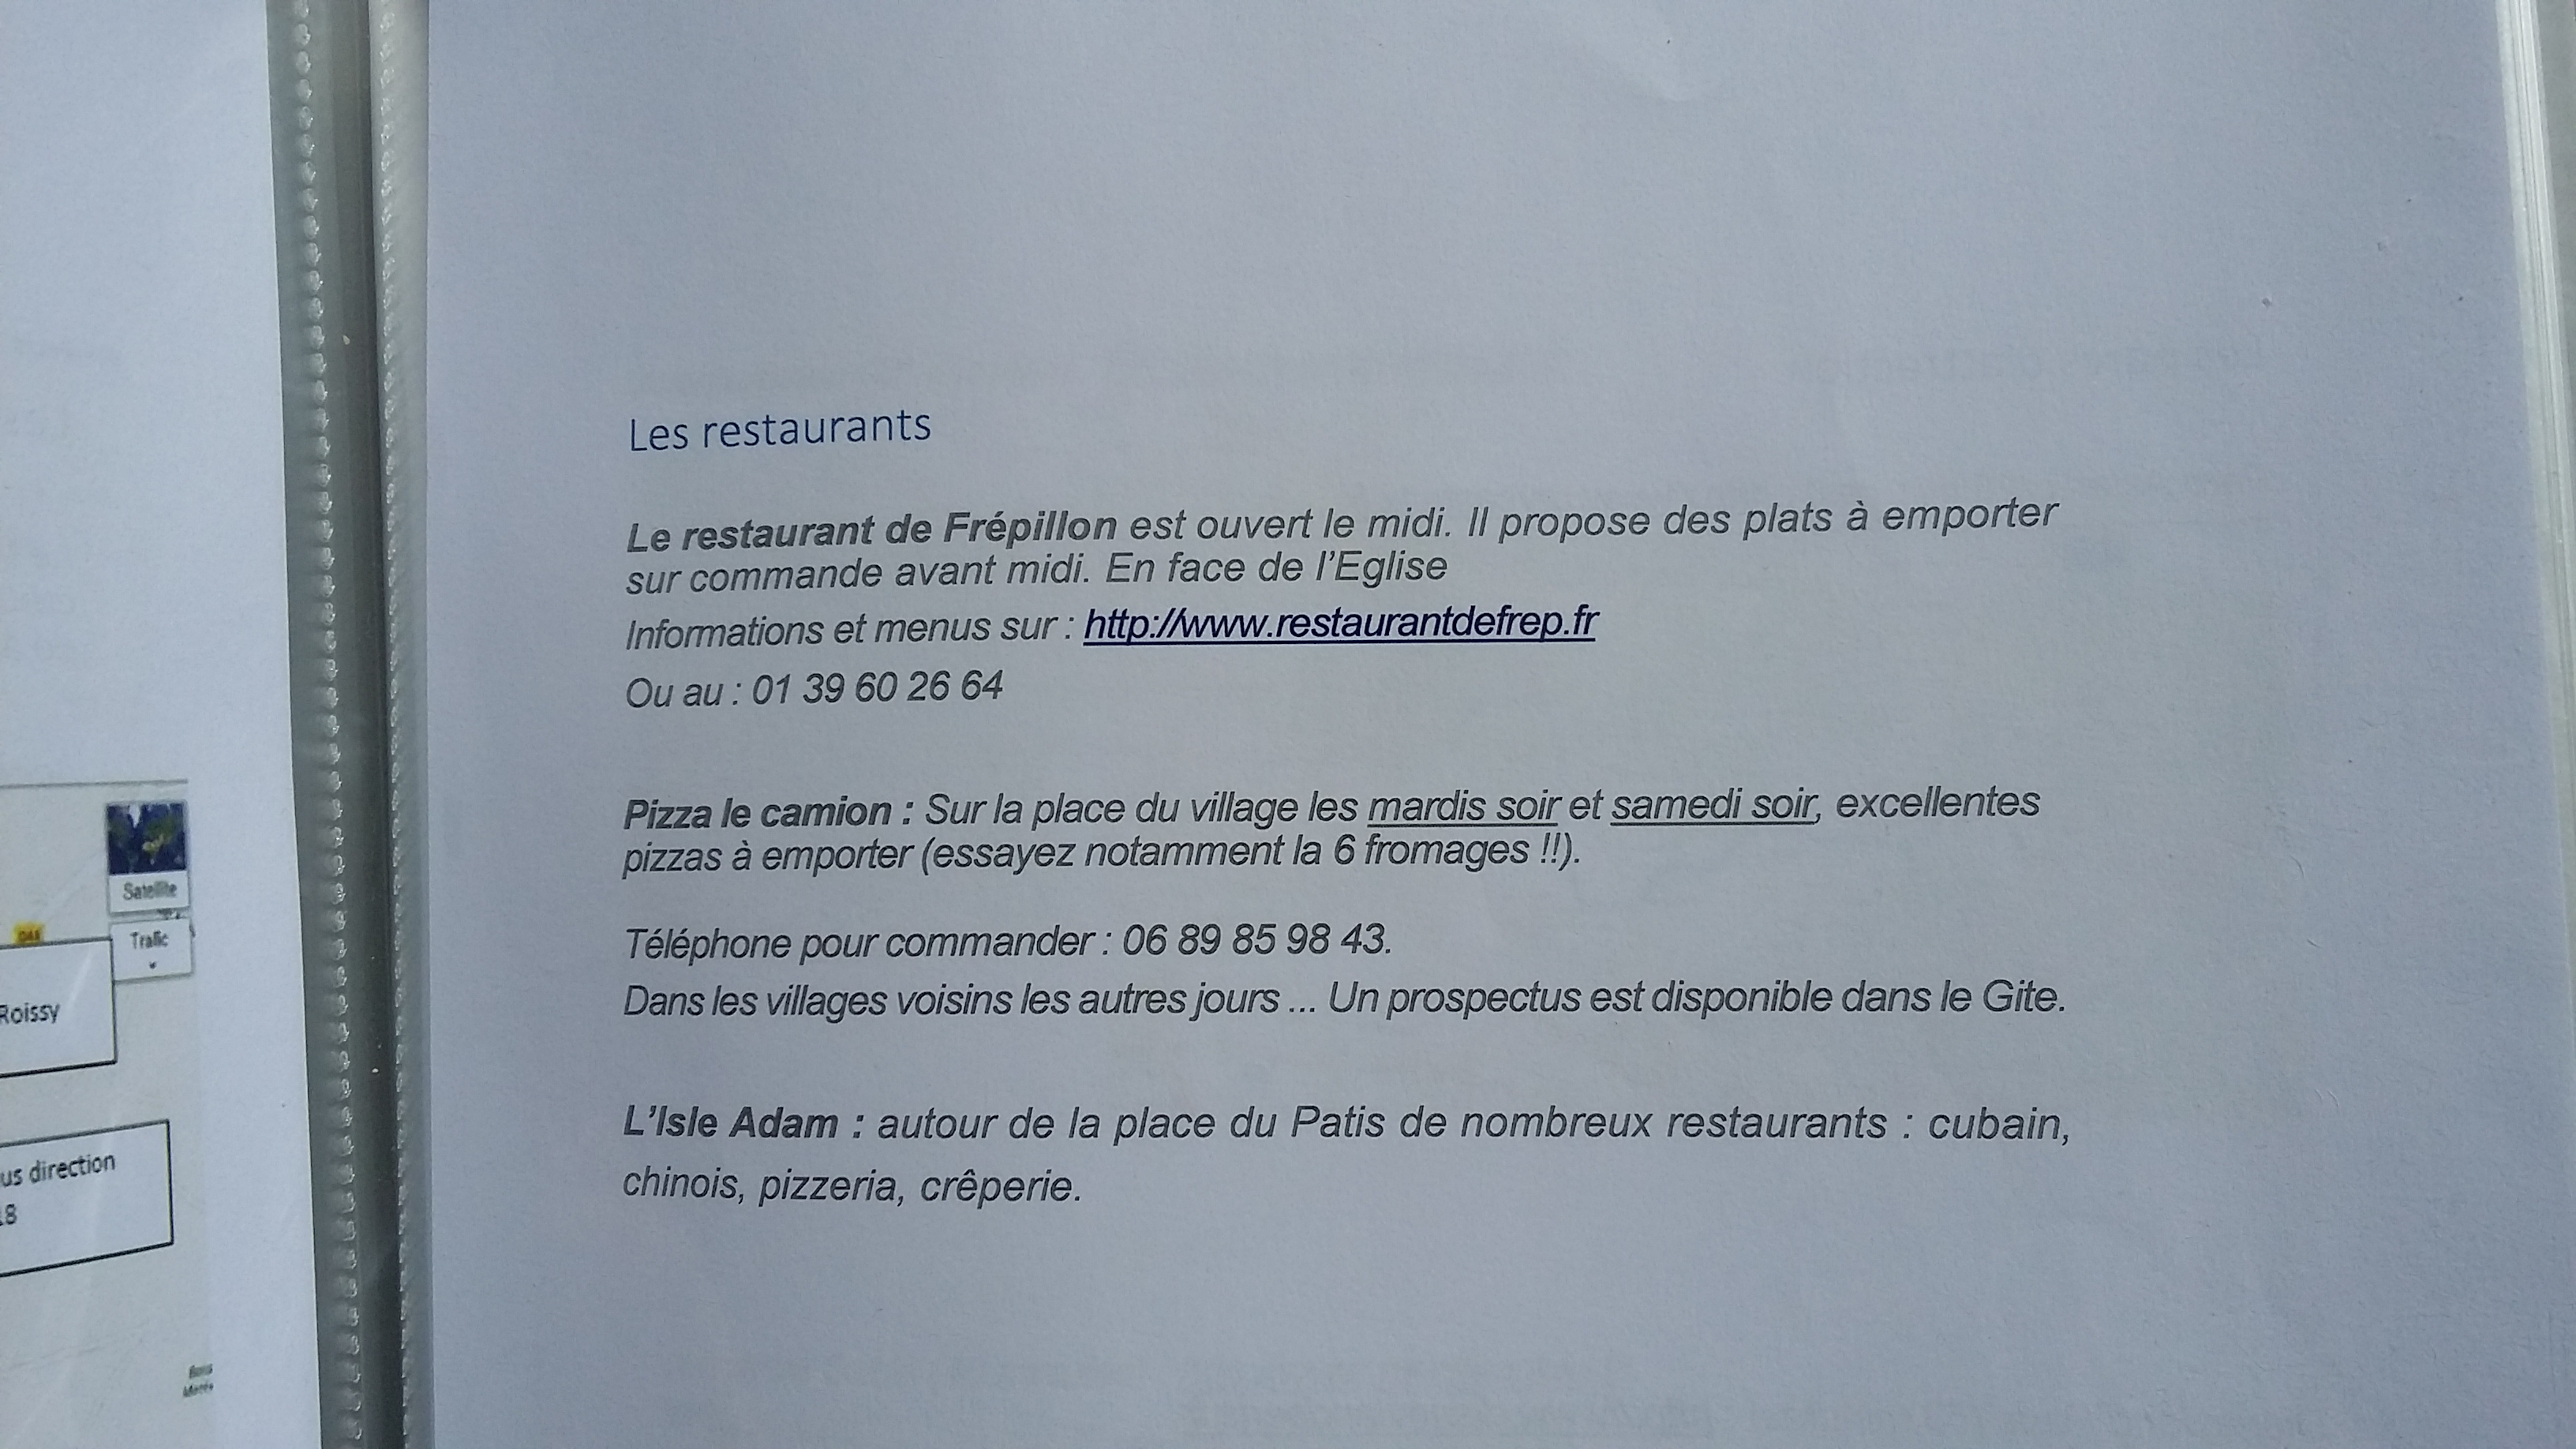 Les restaurants
Le restaurant de Frépillon est ouvert le midi. Il propose des plats à emporter
sur commande avant midi. En face de l'Eglise
Informations et menus sur : http://www.restaurantdefrep.fr
Ou au : 01 39 60 26 64
Pizza le camion : Sur la place du village les mardis soir et samedi soir, excellentes
pizzas à emporter (essayez notamment la 6 fromages !!).
Téléphone pour commander : 06 89 85 98 43.
Dans les villages voisins les autres jours ... Un prospectus est disponible dans le Gite.
L'Isle Adam : autour de la place du Patis de nombreux restaurants : cubain,
chinois, pizzeria, crêperie.
Satellite
Trafic
Roissy
us direction
18